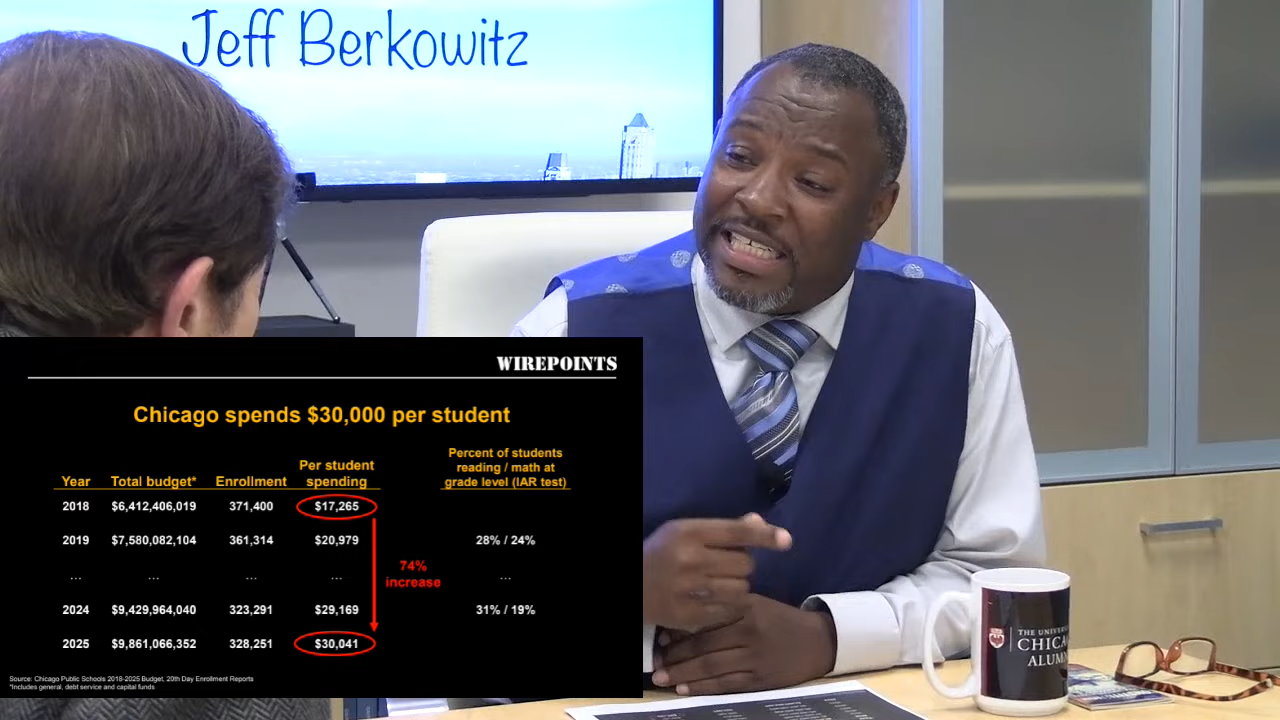 Jeff Berkowitz
WIREPOINTS
Chicago spends $30,000 per student
Percent of students
reading / math at
grade level (IAR test)
Per student
spending
Year Total budget* Enrollment
2018 $6,412,406,019 371,400 $17,265
2019 $7,580,082,104 361,314 $20,979 28% / 24%
... ... ... ... ...
74%
increase
2024 $9,429,964,040 323,291 $29,169 31% / 19%
2025 $9,861,066,352 328,251 $30,041
Source: Chicago Public Schools 2018-2025 Budget, 20th Day Enrollment Reports
*Includes general, debt service and capital funds
THE UNIVER
CHICA
ALUM